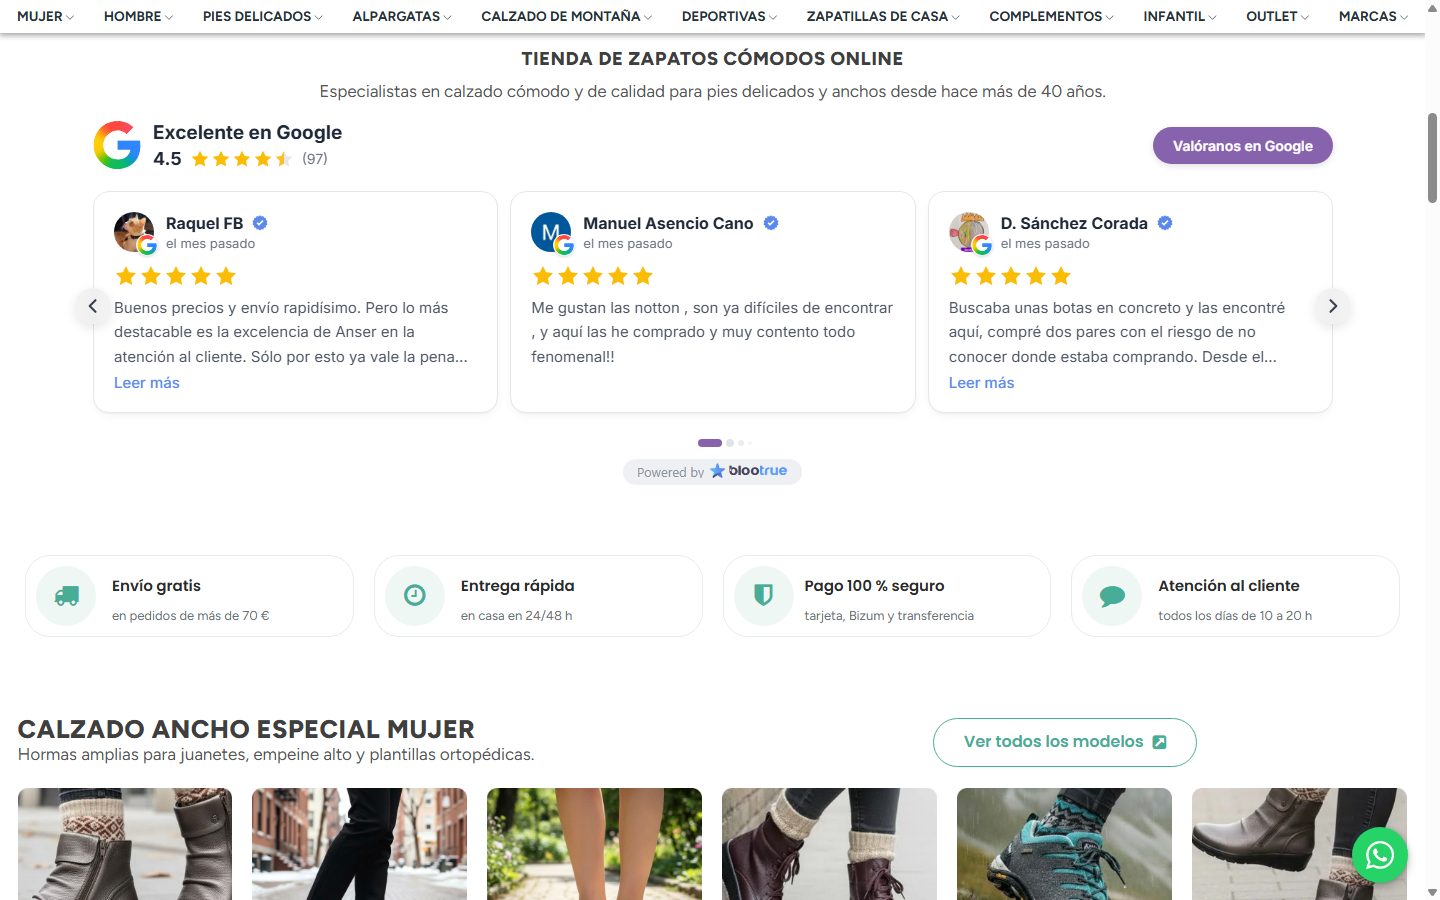 MUJER HOMBRE PIES DELICADOS ALPARGATAS CALZADO DE MONTAÑA DEPORTIVAS ZAPATILLAS DE CASA COMPLEMENTOS INFANTIL OUTLET MARCAS
TIENDA DE ZAPATOS CÓMODOS ONLINE
Especialistas en calzado cómodo y de calidad para pies delicados y anchos desde hace más de 40 años.
Excelente en Google
4.5 (97)
Valóranos en Google
Raquel FB
el mes pasado
Buenos precios y envío rapidísimo. Pero lo más
destacable es la excelencia de Anser en la
atención al cliente. Sólo por esto ya vale la pena...
Leer más
M
Manuel Asencio Cano
el mes pasado
Me gustan las notton , son ya difíciles de encontrar
, y aquí las he comprado y muy contento todo
fenomenal!!
D. Sánchez Corada
el mes pasado
Buscaba unas botas en concreto y las encontré
aquí, compré dos pares con el riesgo de no
conocer donde estaba comprando. Desde el...
Leer más
Powered by blootrue
Envío gratis
en pedidos de más de 70 €
Entrega rápida
en casa en 24/48 h
Pago 100 % seguro
tarjeta, Bizum y transferencia
Atención al cliente
todos los días de 10 a 20 h
CALZADO ANCHO ESPECIAL MUJER
Hormas amplias para juanetes, empeine alto y plantillas ortopédicas.
Ver todos los modelos